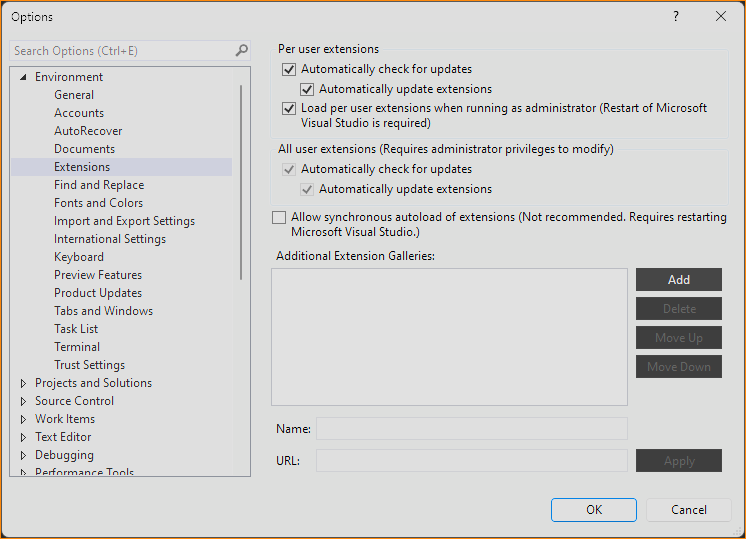 Options
?
Search Options (Ctrl+E)
Environment
General
Accounts
AutoRecover
Documents
Extensions
Find and Replace
Fonts and Colors
Import and Export Settings
International Settings
Keyboard
Preview Features
Product Updates
Tabs and Windows
Task List
Terminal
Trust Settings
Projects and Solutions
Source Control
Work Items
Text Editor
Debugging
Performance Tools
Per user extensions
Automatically check for updates
Automatically update extensions
Load per user extensions when running as administrator (Restart of Microsoft
Visual Studio is required)
All user extensions (Requires administrator privileges to modify)
Automatically check for updates
Automatically update extensions
Allow synchronous autoload of extensions (Not recommended. Requires restarting
Microsoft Visual Studio.)
Additional Extension Galleries:
Add
Delete
Move Up
Move Down
Name:
URL:
Apply
OK
Cancel